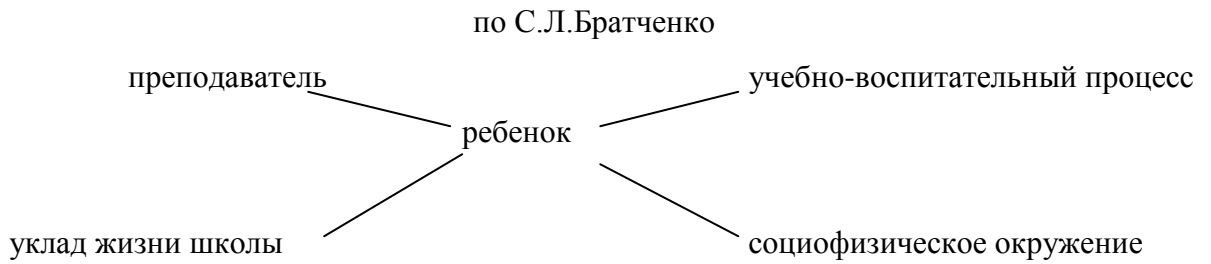 по С.Л.Братченко
преподаватель
учебно-воспитательный процесс
ребенок
уклад жизни школы
социофизическое окружение